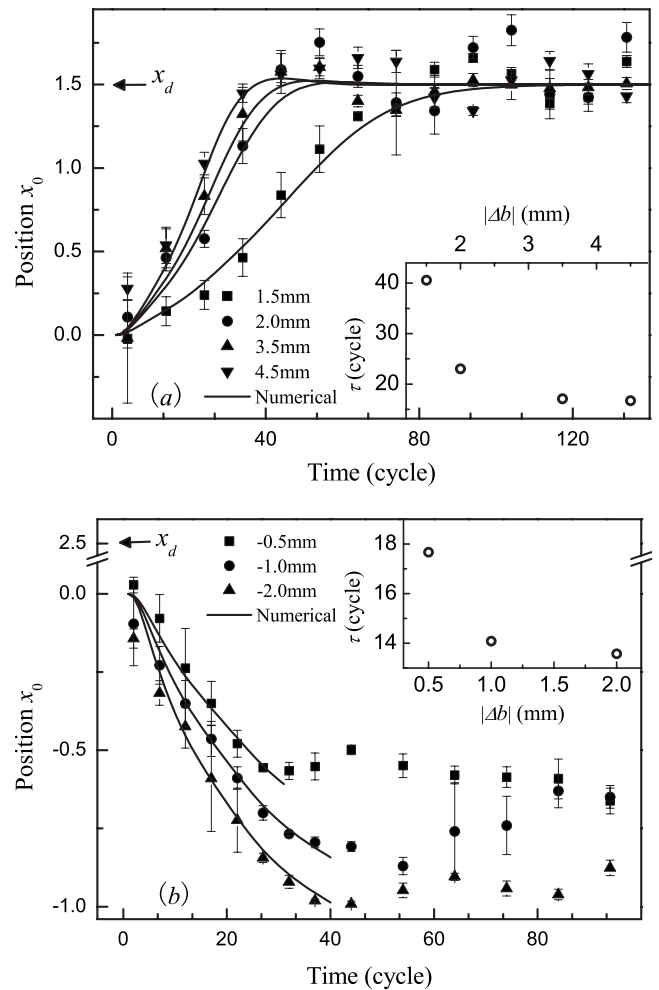 1.5
1.0
0.5
0.0
Position x₀
x_d
1.5mm
2.0mm
3.5mm
4.5mm
Numerical
(a)
0 40 80 120
Time (cycle)
|Δb| (mm)
2 3 4
40
30
20
τ (cycle)
2.5
0.0
-0.5
-1.0
Position x₀
x_d
-0.5mm
-1.0mm
-2.0mm
Numerical
(b)
0 20 40 60 80
Time (cycle)
18
16
14
τ (cycle)
0.5 1.0 1.5 2.0
|Δb| (mm)